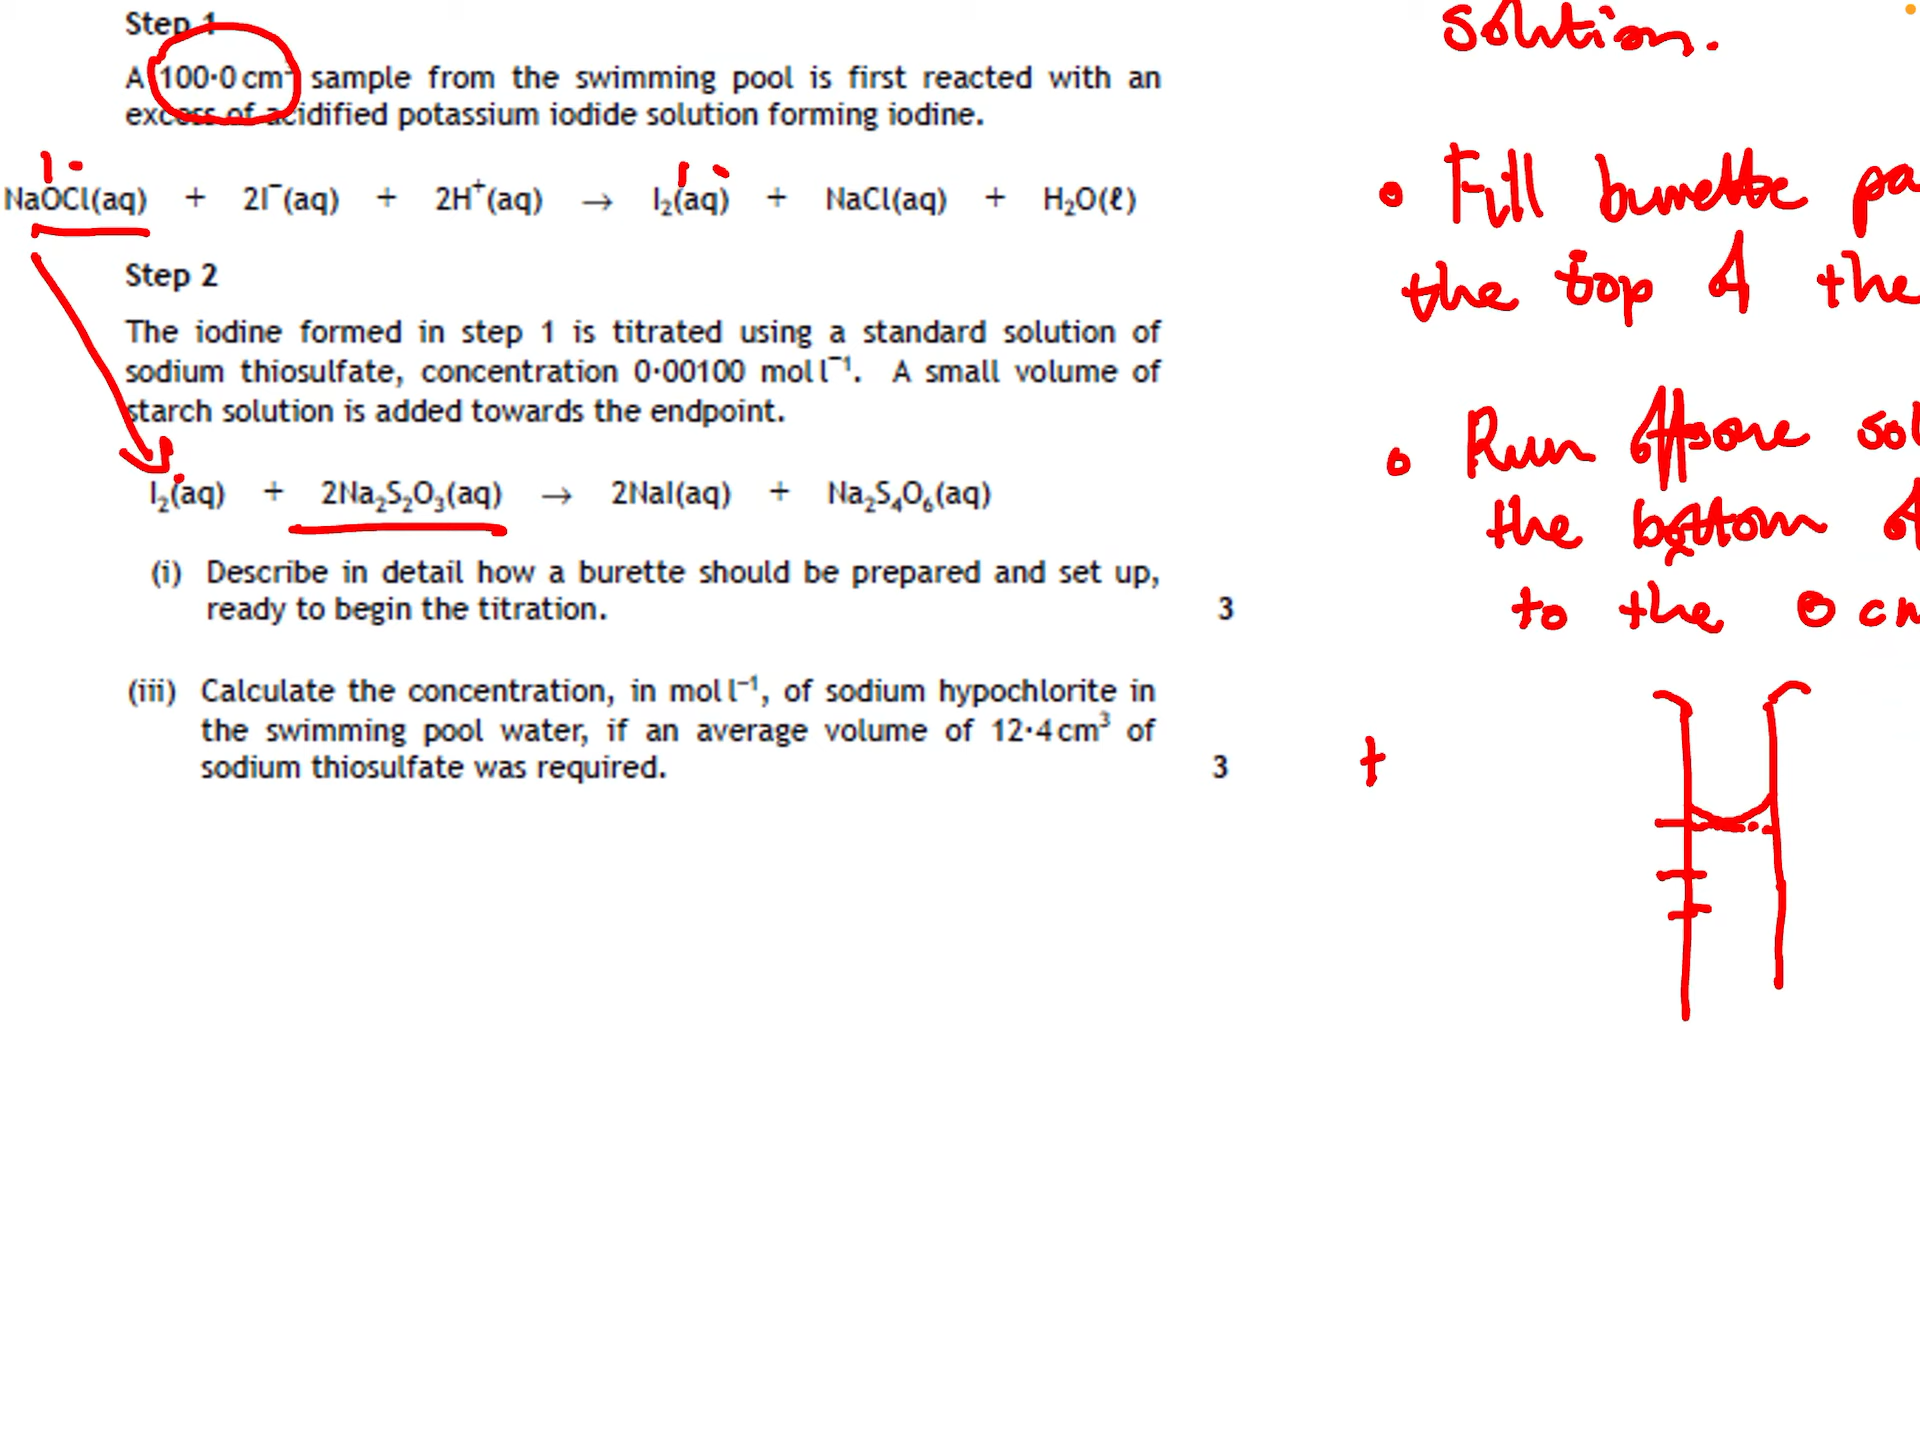 Step 1
A 100·0 cm³ sample from the swimming pool is first reacted with an
excess of acidified potassium iodide solution forming iodine.
1 ·
1 ·
NaOCl(aq) + 2I⁻(aq) + 2H⁺(aq) → I₂(aq) + NaCl(aq) + H₂O(ℓ)
Step 2
The iodine formed in step 1 is titrated using a standard solution of
sodium thiosulfate, concentration 0·00100 mol l⁻¹. A small volume of
starch solution is added towards the endpoint.
I₂(aq) + 2Na₂S₂O₃(aq) → 2NaI(aq) + Na₂S₄O₆(aq)
(i) Describe in detail how a burette should be prepared and set up,
ready to begin the titration. 3
(iii) Calculate the concentration, in mol l⁻¹, of sodium hypochlorite in
the swimming pool water, if an average volume of 12·4 cm³ of
sodium thiosulfate was required. 3
solution.
• Fill burette pa
the top of the
• Run off some sol
the bottom of
to the 0 cm
+